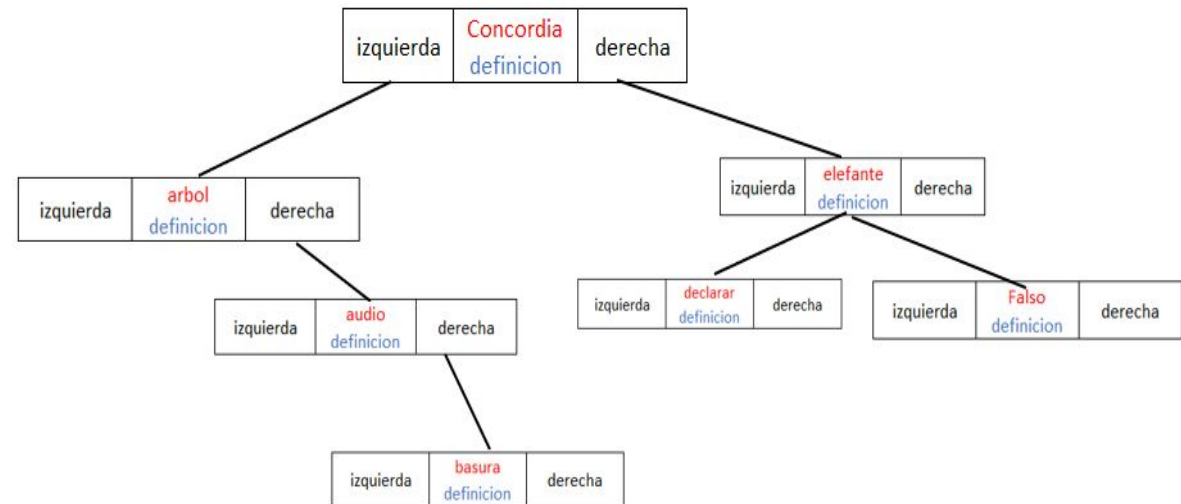 izquierda
Concordia
definicion
derecha
izquierda
arbol
definicion
derecha
izquierda
elefante
definicion
derecha
izquierda
audio
definicion
derecha
izquierda
declarar
definicion
derecha
izquierda
Falso
definicion
derecha
izquierda
basura
definicion
derecha